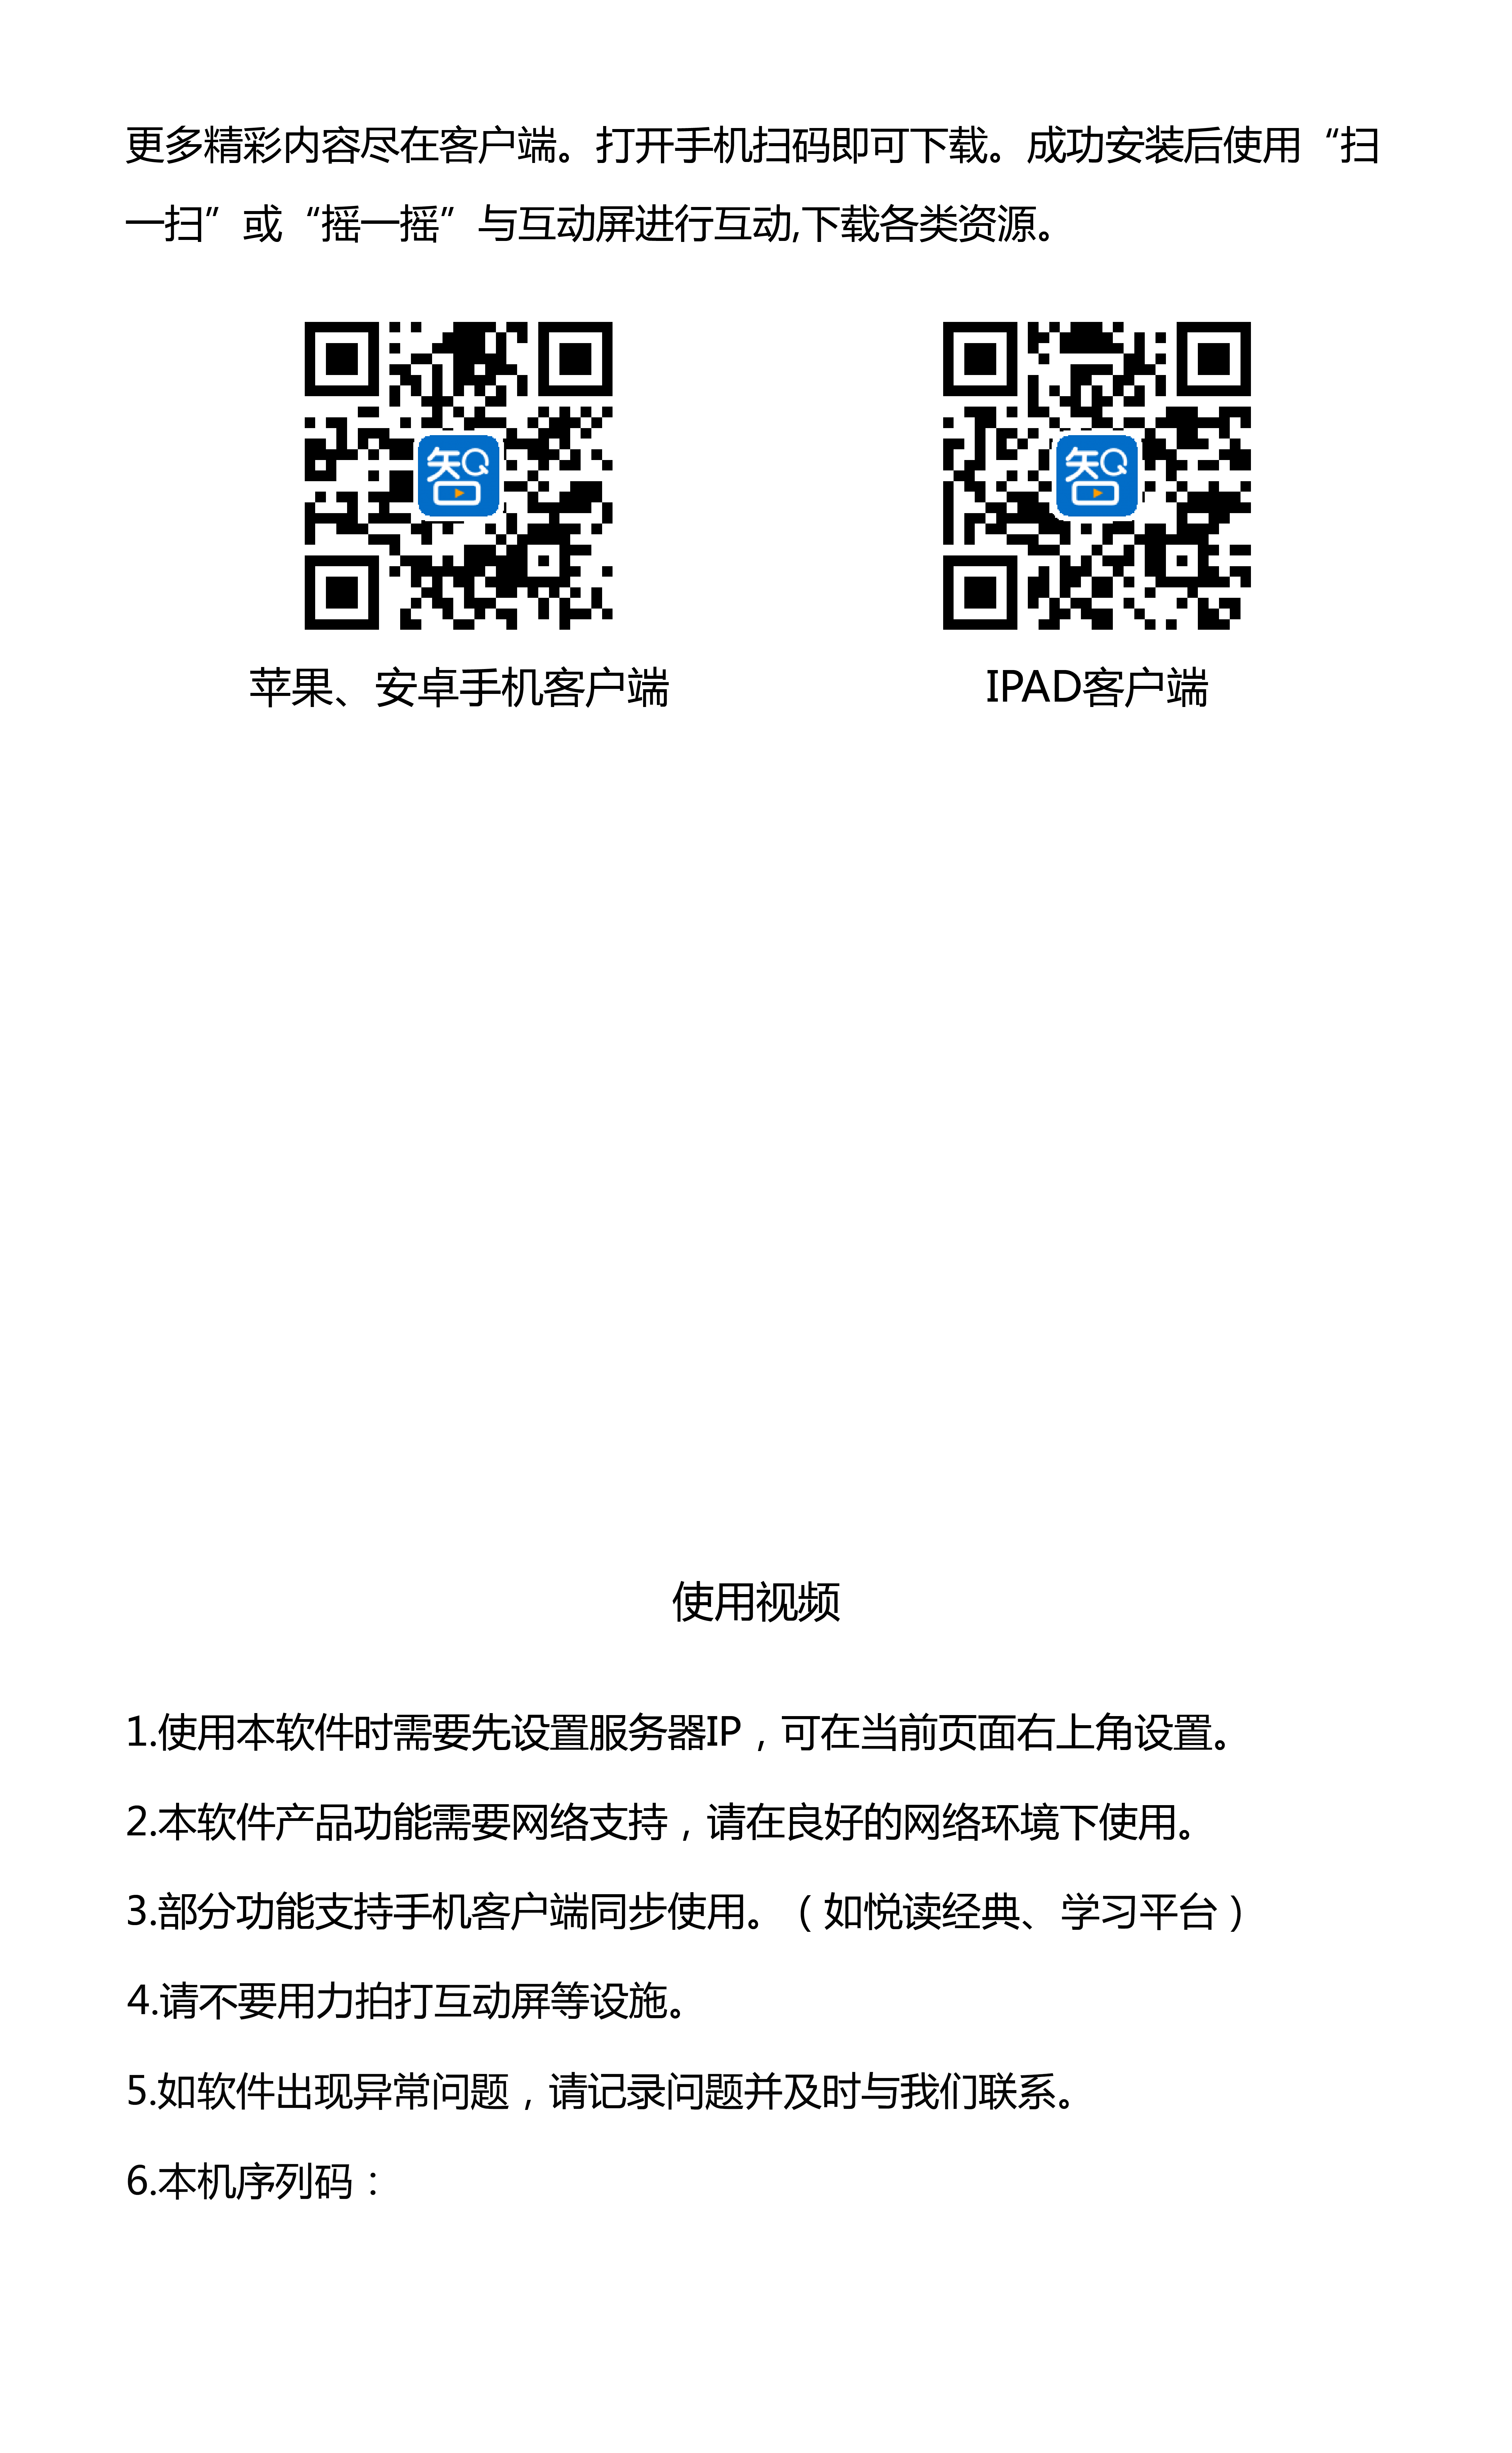 更多精彩内容尽在客户端。打开手机扫码即可下载。成功安装后使用“扫
一扫”或“摇一摇”与互动屏进行互动,下载各类资源。
智
智
苹果、安卓手机客户端
IPAD客户端
使用视频
1.使用本软件时需要先设置服务器IP，可在当前页面右上角设置。
2.本软件产品功能需要网络支持，请在良好的网络环境下使用。
3.部分功能支持手机客户端同步使用。（如悦读经典、学习平台）
4.请不要用力拍打互动屏等设施。
5.如软件出现异常问题，请记录问题并及时与我们联系。
6.本机序列码：